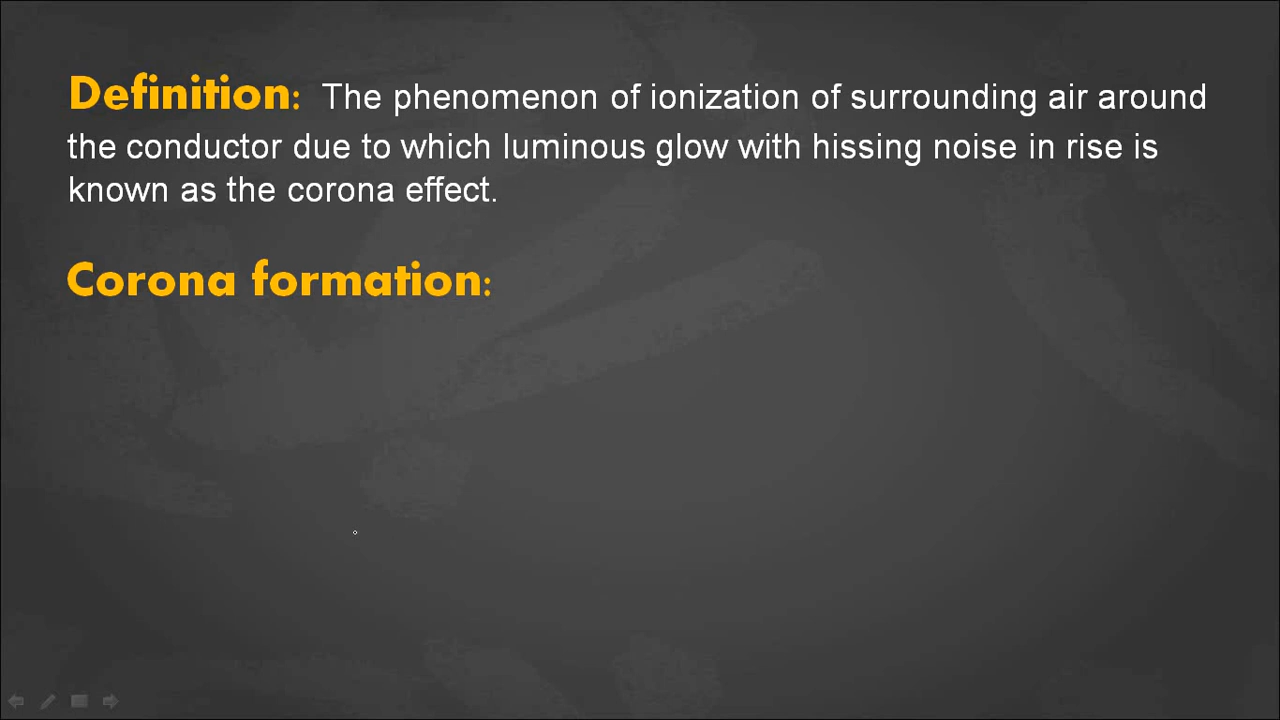 Definition: The phenomenon of ionization of surrounding air around
the conductor due to which luminous glow with hissing noise in rise is
known as the corona effect.
Corona formation: